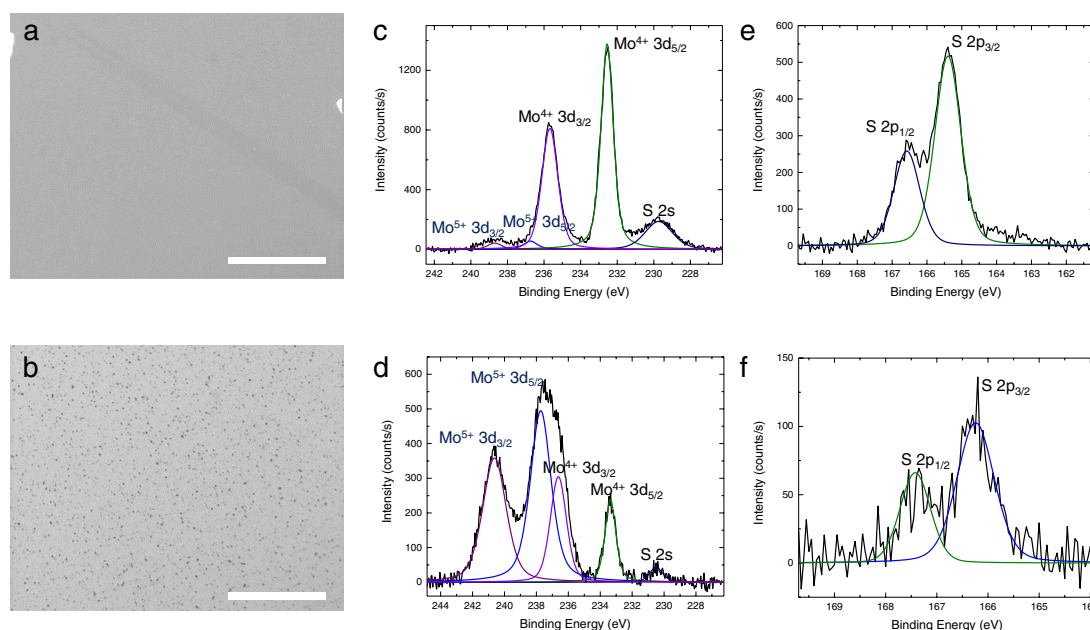 a
c
Mo⁴⁺ 3d₅/₂
Mo⁴⁺ 3d₃/₂
Mo⁵⁺ 3d₃/₂
Mo⁵⁺ 3d₅/₂
S 2s
1400
1200
800
400
0
Intensity (counts/s)
242 240 238 236 234 232 230 228
Binding Energy (eV)
e
S 2p₃/₂
S 2p₁/₂
600
500
400
300
200
100
0
Intensity (counts/s)
169 168 167 166 165 164 163 162
Binding Energy (eV)
b
d
Mo⁵⁺ 3d₅/₂
Mo⁵⁺ 3d₃/₂
Mo⁴⁺ 3d₃/₂
Mo⁴⁺ 3d₅/₂
S 2s
600
500
400
300
200
100
0
Intensity (counts/s)
244 242 240 238 236 234 232 230 228 226
Binding Energy (eV)
f
S 2p₃/₂
S 2p₁/₂
150
100
50
0
Intensity (counts/s)
169 168 167 166 165
Binding Energy (eV)